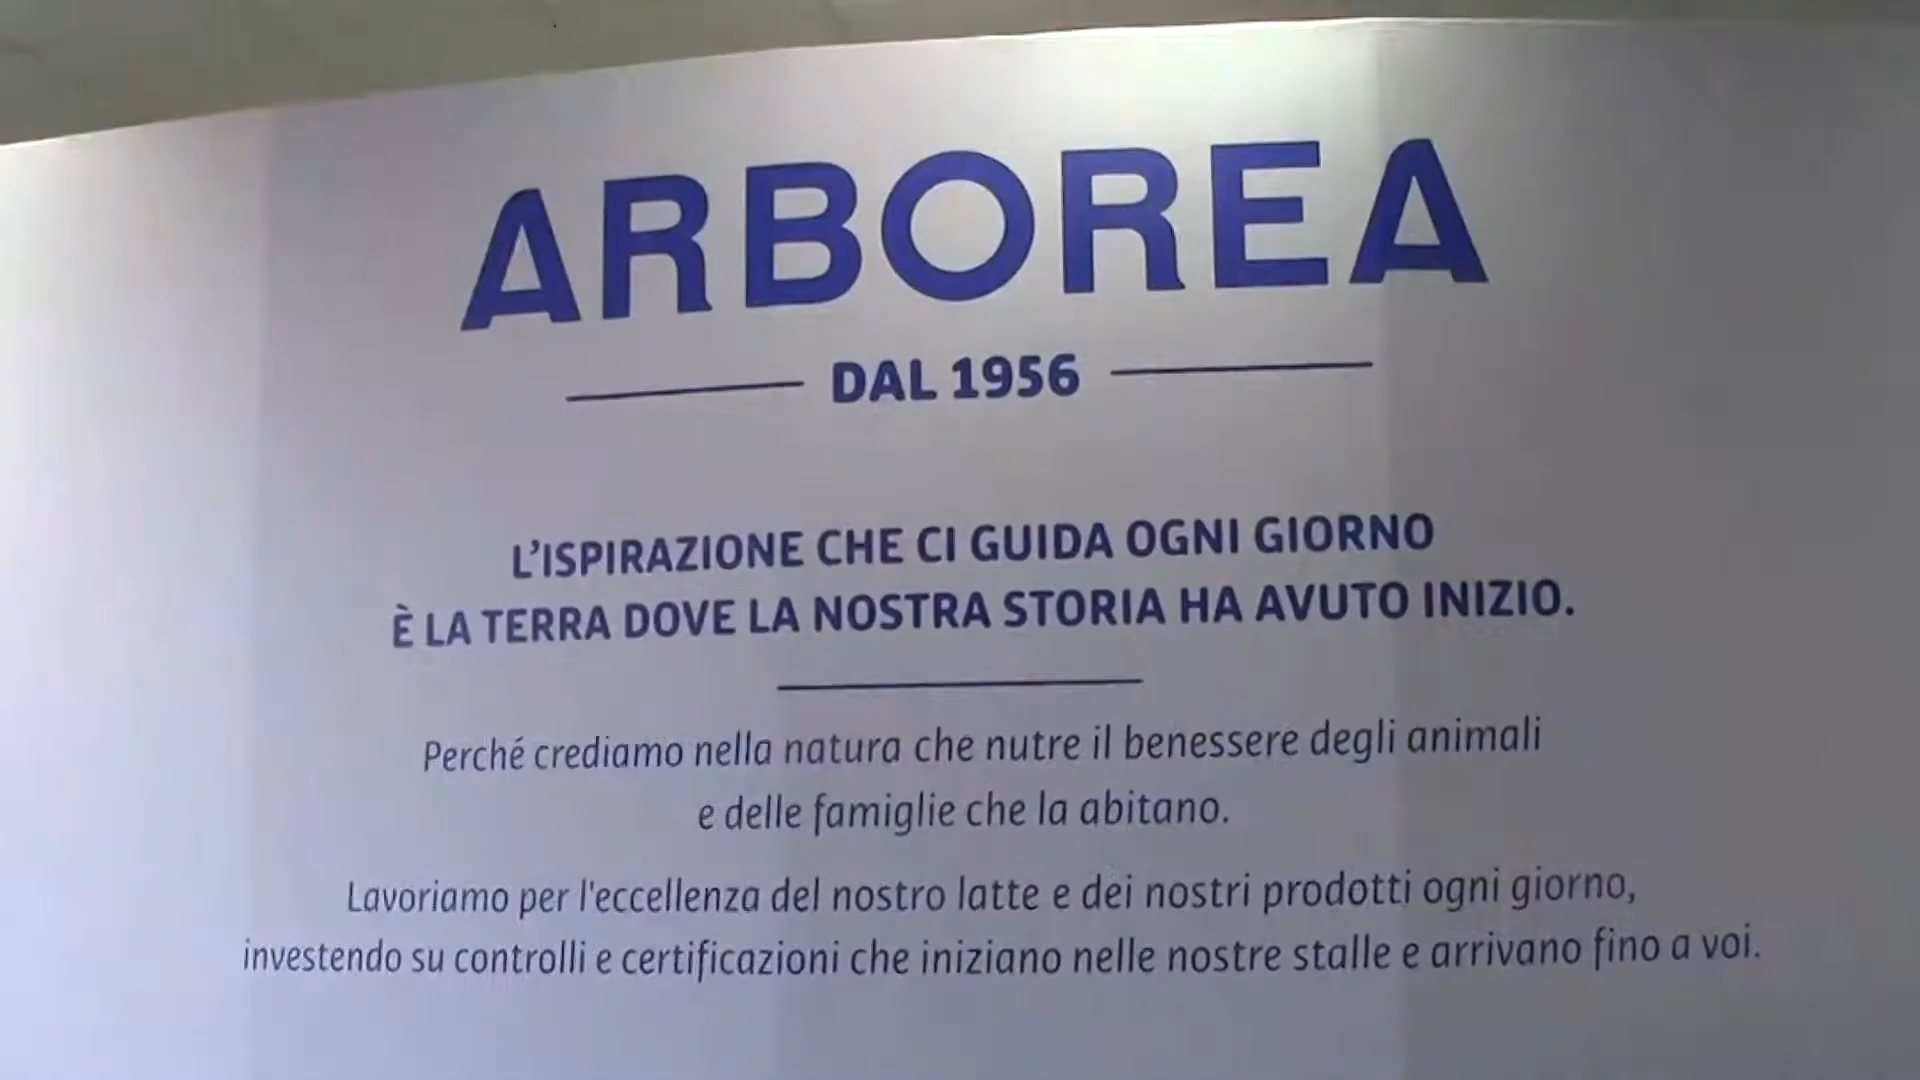 ARBOREA
DAL 1956
L'ISPIRAZIONE CHE CI GUIDA OGNI GIORNO
È LA TERRA DOVE LA NOSTRA STORIA HA AVUTO INIZIO.
Perché crediamo nella natura che nutre il benessere degli animali
e delle famiglie che la abitano.
Lavoriamo per l'eccellenza del nostro latte e dei nostri prodotti ogni giorno,
investendo su controlli e certificazioni che iniziano nelle nostre stalle e arrivano fino a voi.